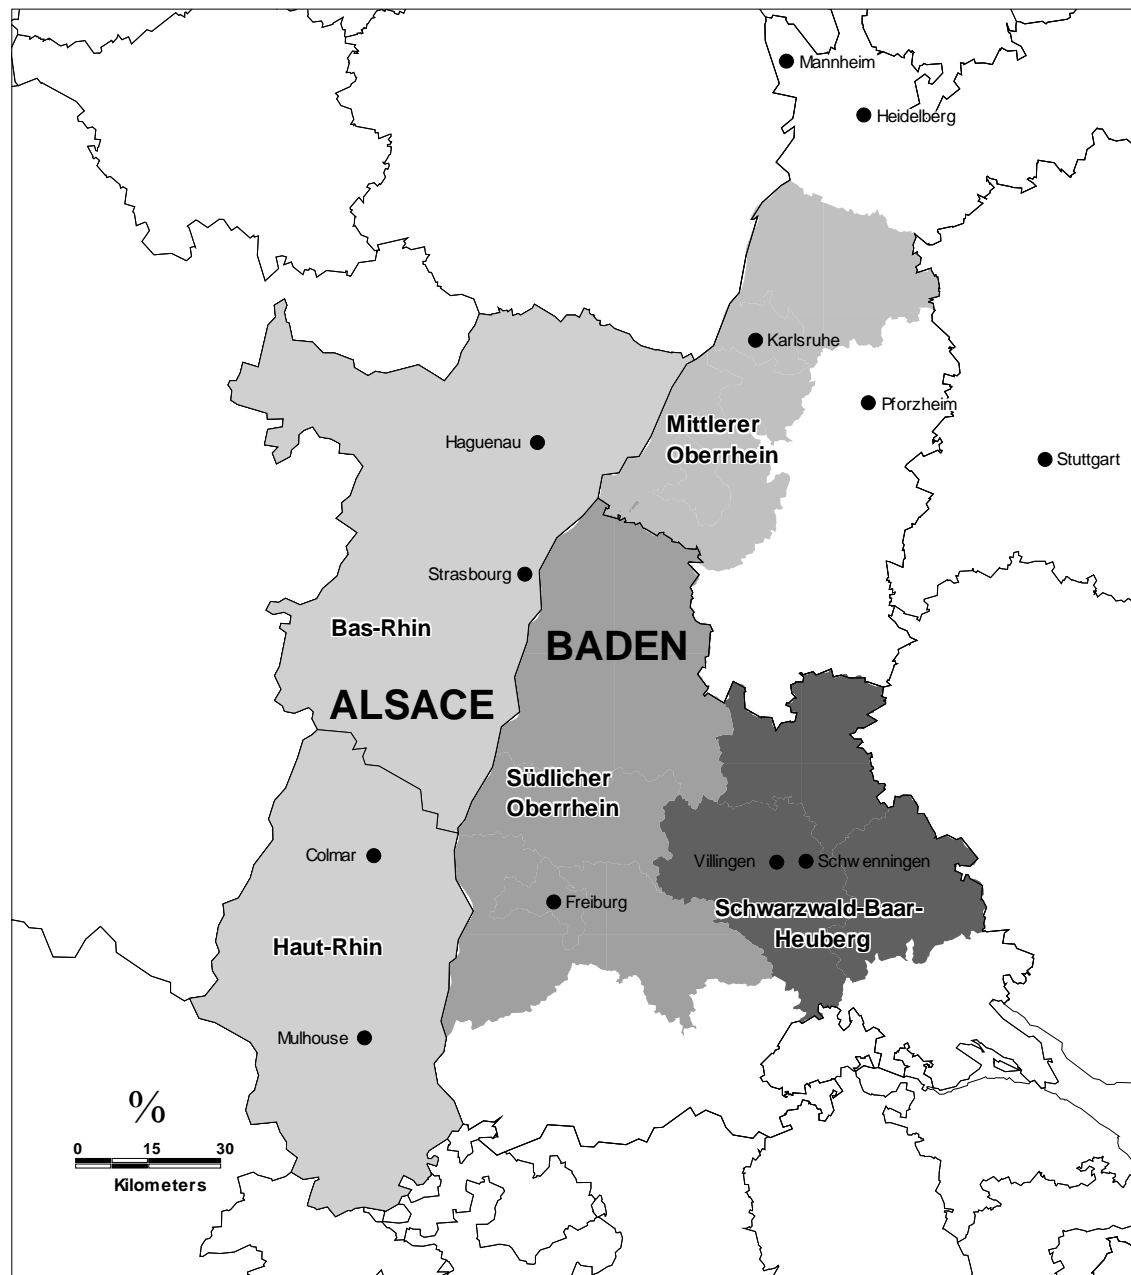 Mannheim
Heidelberg
Karlsruhe
Pforzheim
Mittlerer
Oberrhein
Haguenau
Stuttgart
Strasbourg
Bas-Rhin
BADEN
ALSACE
Südlicher
Oberrhein
Colmar
Villingen
Schwenningen
Freiburg
Schwarzwald-Baar-
Heuberg
Haut-Rhin
Mulhouse
%
0 15 30
Kilometers